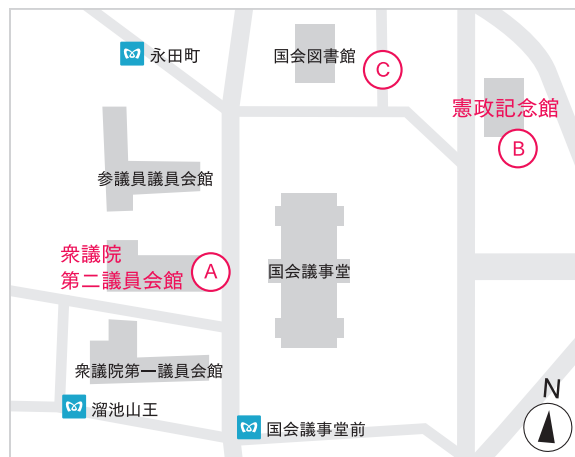 永田町
国会図書館
C
憲政記念館
B
参議員議員会館
衆議院
第二議員会館
A
国会議事堂
衆議院第一議員会館
溜池山王
国会議事堂前
N